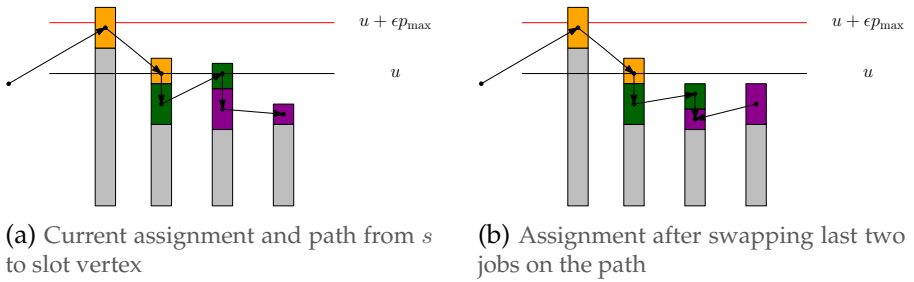 u + ϵp_max
u
u + ϵp_max
u
(a) Current assignment and path from s
to slot vertex
(b) Assignment after swapping last two
jobs on the path